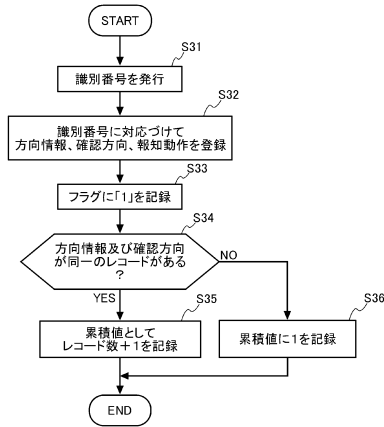 START
S31
識別番号を発行
S32
識別番号に対応づけて
方向情報、確認方向、報知動作を登録
S33
フラグに「1」を記録
S34
方向情報及び確認方向
が同一のレコードがある
?
NO
YES
S35
累積値として
レコード数+1を記録
S36
累積値に1を記録
END